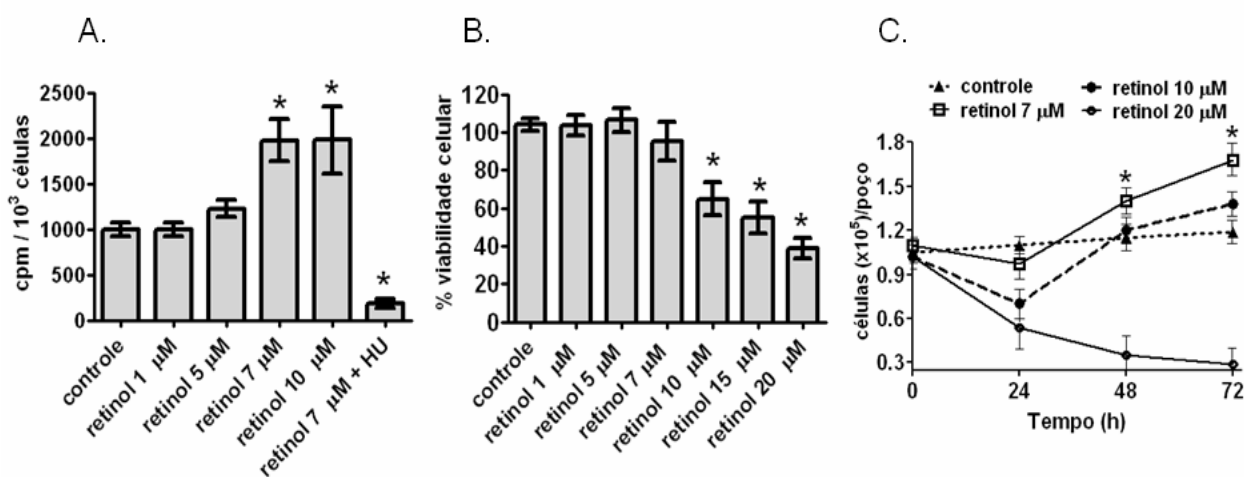 A.
B.
C.
cpm / 10³ células
2500
2000
1500
1000
500
0
*
*
*
controle
retinol 1 μM
retinol 5 μM
retinol 7 μM
retinol 10 μM
retinol 7 μM + HU
% viabilidade celular
120
100
80
60
40
20
0
*
*
*
controle
retinol 1 μM
retinol 5 μM
retinol 7 μM
retinol 10 μM
retinol 15 μM
retinol 20 μM
controle
retinol 10 μM
retinol 7 μM
retinol 20 μM
células (x10⁵)/poço
1.8
1.5
1.2
0.9
0.6
0.3
*
*
0
24
48
72
Tempo (h)